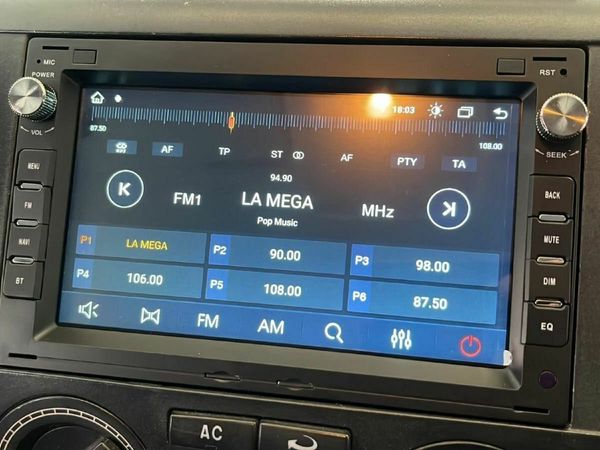 MIC
RST
POWER
VOL
SEEK
18:03
87.50
108.00
AF TP ST AF PTY TA
94.90
FM1 LA MEGA MHz
Pop Music
P1 LA MEGA P2 90.00 P3 98.00
P4 106.00 P5 108.00 P6 87.50
FM AM
MENU
FM
NAVI
BT
BACK
MUTE
DIM
EQ
AC